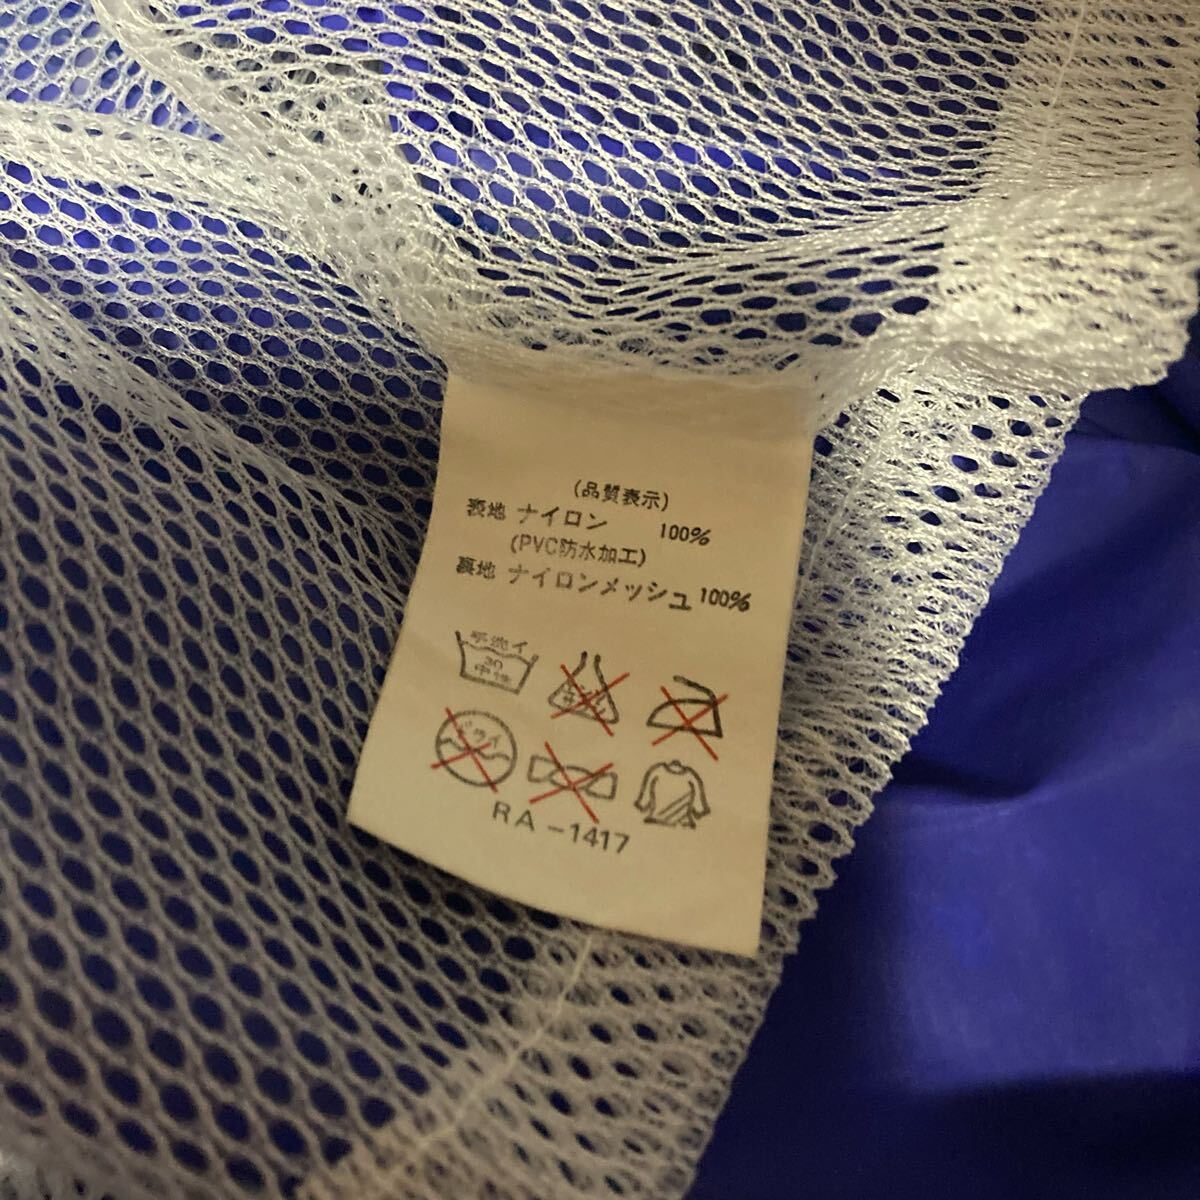 (品質表示)
表地 ナイロン 100%
(PVC防水加工)
裏地 ナイロンメッシュ 100%
手洗イ
30
中性
ドライ
RA-1417